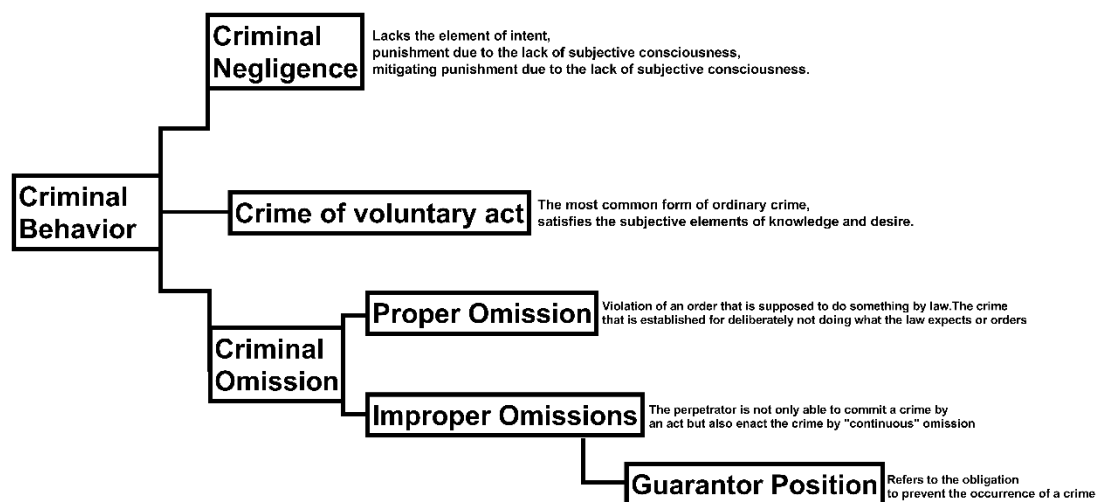 Criminal
Negligence
Lacks the element of intent,
punishment due to the lack of subjective consciousness,
mitigating punishment due to the lack of subjective consciousness.
Criminal
Behavior
Crime of voluntary act
The most common form of ordinary crime,
satisfies the subjective elements of knowledge and desire.
Criminal
Omission
Proper Omission
Violation of an order that is supposed to do something by law.The crime
that is established for deliberately not doing what the law expects or orders
Improper Omissions
The perpetrator is not only able to commit a crime by
an act but also enact the crime by "continuous" omission
Guarantor Position
Refers to the obligation
to prevent the occurrence of a crime